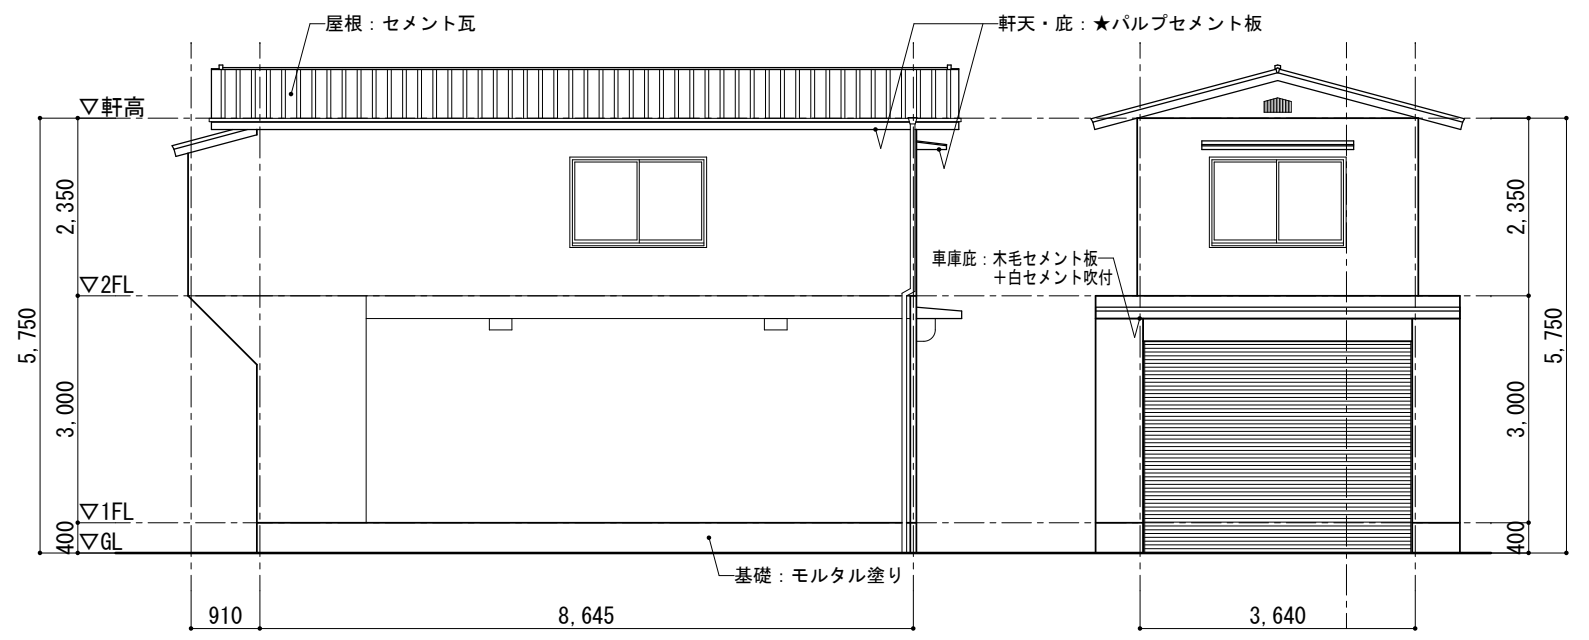 屋根：セメント瓦
軒天・庇：★パルプセメント板
▽軒高
2,350
2,350
車庫庇：木毛セメント板
＋白セメント吹付
▽2FL
5,750
5,750
3,000
3,000
▽1FL
400
400
▽GL
基礎：モルタル塗り
910
8,645
3,640